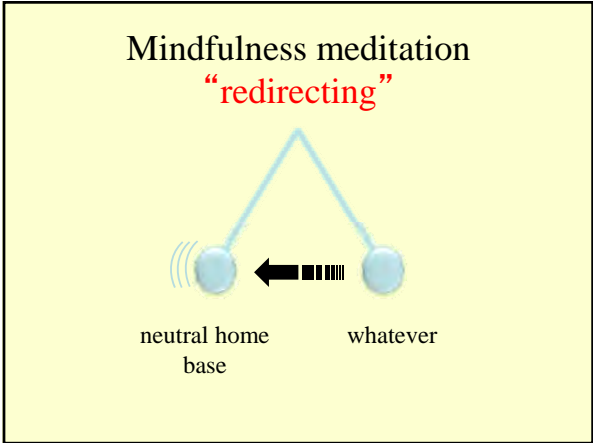 Mindfulness meditation
“redirecting”
neutral home
base
whatever